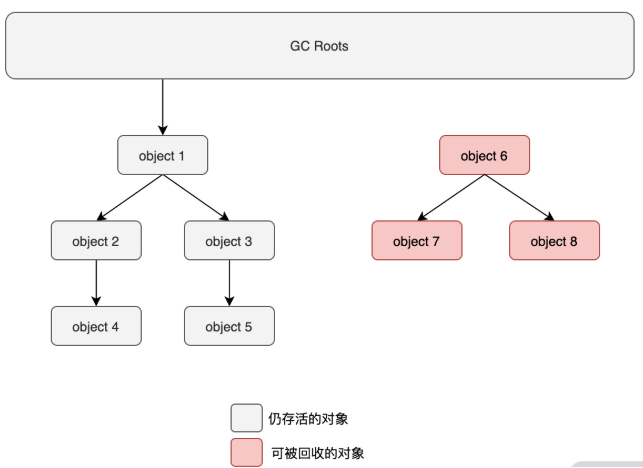 GC Roots
object 1
object 6
object 2
object 3
object 7
object 8
object 4
object 5
仍存活的对象
可被回收的对象